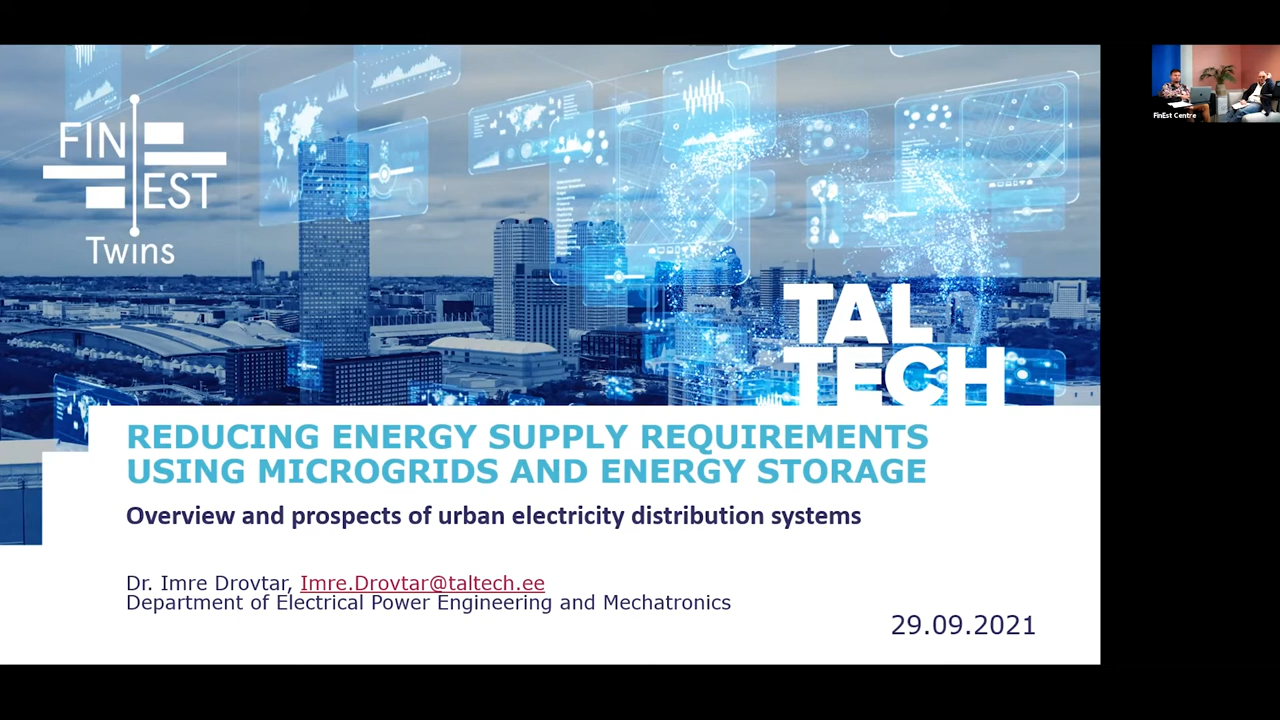 FIN
EST
Twins
TAL
TECH
REDUCING ENERGY SUPPLY REQUIREMENTS
USING MICROGRIDS AND ENERGY STORAGE
Overview and prospects of urban electricity distribution systems
Dr. Imre Drovtar, Imre.Drovtar@taltech.ee
Department of Electrical Power Engineering and Mechatronics
29.09.2021
FinEst Centre